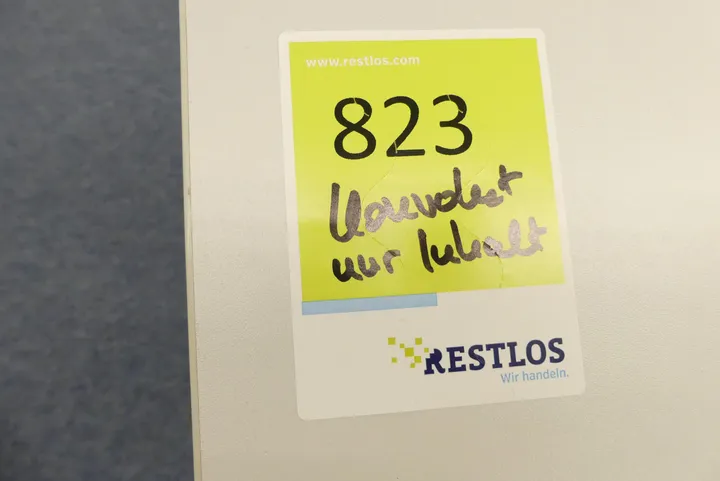 www.restlos.com
823
nur Inhalt
RESTLOS
Wir handeln.